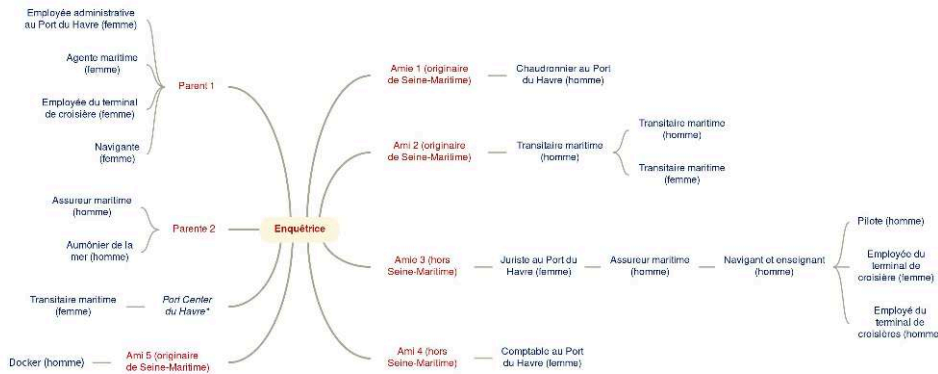 Employée administrative
au Port du Havre (femme)
Agente maritime
(femme)
Employée du terminal
de croisière (femme)
Navigante
(femme)
Parent 1
Assureur maritime
(homme)
Aumônier de la
mer (homme)
Parente 2
Transitaire maritime
(femme)
Port Center
du Havre*
Docker (homme)
Ami 5 (originaire
de Seine-Maritime)
Enquêtrice
Amie 1 (originaire
de Seine-Maritime)
Chaudronnier au Port
du Havre (homme)
Ami 2 (originaire
de Seine-Maritime)
Transitaire maritime
(homme)
Transitaire maritime
(homme)
Transitaire maritime
(femme)
Amie 3 (hors
Seine-Maritime)
Juriste au Port du
Havre (femme)
Assureur maritime
(homme)
Navigant et enseignant
(homme)
Pilote (homme)
Employée du
terminal de
croisière (femme)
Employé du
terminal de
croisières (homme
Ami 4 (hors
Seine-Maritime)
Comptable au Port
du Havre (femme)